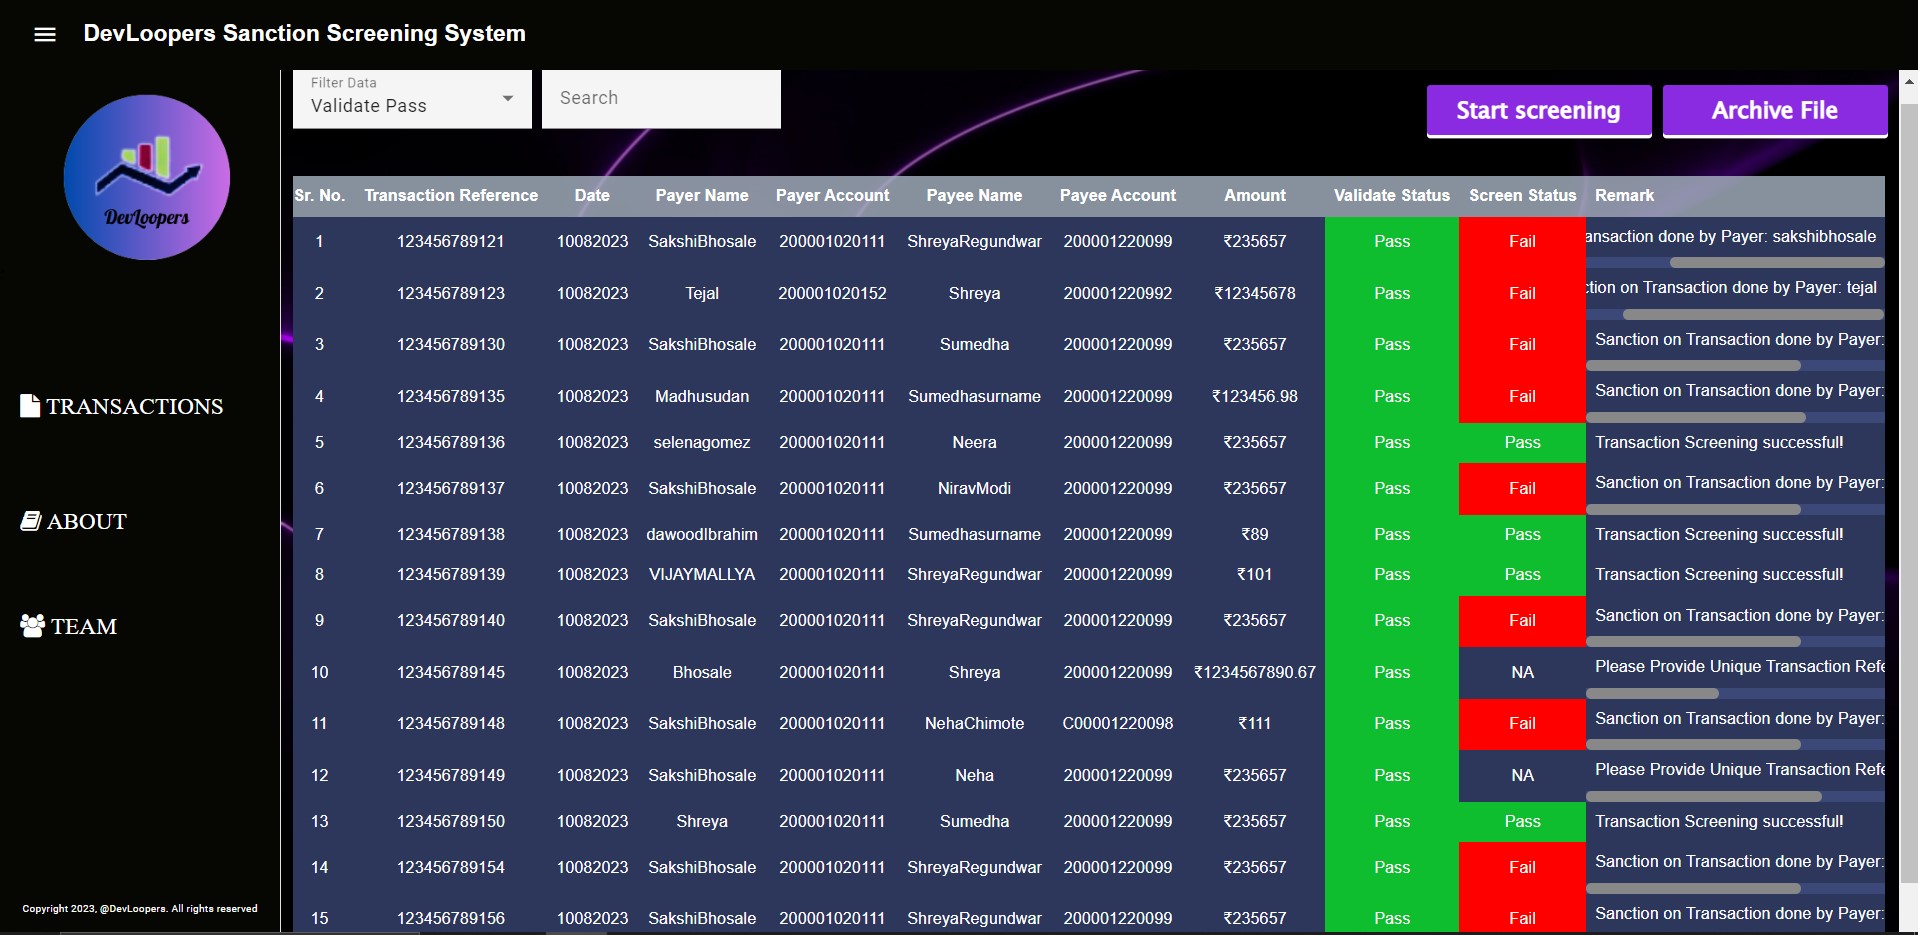 DevLoopers Sanction Screening System
Filter Data
Validate Pass
Search
Start screening
Archive File
DevLoopers
TRANSACTIONS
ABOUT
TEAM
Copyright 2023, @DevLoopers. All rights reserved
Sr. No. Transaction Reference Date Payer Name Payer Account Payee Name Payee Account Amount Validate Status Screen Status Remark
1 123456789121 10082023 SakshiBhosale 200001020111 ShreyaRegundwar 200001220099 ₹235657 Pass Fail ansaction done by Payer: sakshibhosale
2 123456789123 10082023 Tejal 200001020152 Shreya 200001220992 ₹12345678 Pass Fail ction on Transaction done by Payer: tejal
3 123456789130 10082023 SakshiBhosale 200001020111 Sumedha 200001220099 ₹235657 Pass Fail Sanction on Transaction done by Payer:
4 123456789135 10082023 Madhusudan 200001020111 Sumedhasurname 200001220099 ₹123456.98 Pass Fail Sanction on Transaction done by Payer:
5 123456789136 10082023 selenagomez 200001020111 Neera 200001220099 ₹235657 Pass Pass Transaction Screening successful!
6 123456789137 10082023 SakshiBhosale 200001020111 NiravModi 200001220099 ₹235657 Pass Fail Sanction on Transaction done by Payer:
7 123456789138 10082023 dawoodIbrahim 200001020111 Sumedhasurname 200001220099 ₹89 Pass Pass Transaction Screening successful!
8 123456789139 10082023 VIJAYMALLYA 200001020111 ShreyaRegundwar 200001220099 ₹101 Pass Pass Transaction Screening successful!
9 123456789140 10082023 SakshiBhosale 200001020111 ShreyaRegundwar 200001220099 ₹235657 Pass Fail Sanction on Transaction done by Payer:
10 123456789145 10082023 Bhosale 200001020111 Shreya 200001220099 ₹1234567890.67 Pass NA Please Provide Unique Transaction Refe
11 123456789148 10082023 SakshiBhosale 200001020111 NehaChimote C00001220098 ₹111 Pass Fail Sanction on Transaction done by Payer:
12 123456789149 10082023 SakshiBhosale 200001020111 Neha 200001220099 ₹235657 Pass NA Please Provide Unique Transaction Refe
13 123456789150 10082023 Shreya 200001020111 Sumedha 200001220099 ₹235657 Pass Pass Transaction Screening successful!
14 123456789154 10082023 SakshiBhosale 200001020111 ShreyaRegundwar 200001220099 ₹235657 Pass Fail Sanction on Transaction done by Payer:
15 123456789156 10082023 SakshiBhosale 200001020111 ShreyaRegundwar 200001220099 ₹235657 Pass Fail Sanction on Transaction done by Payer: